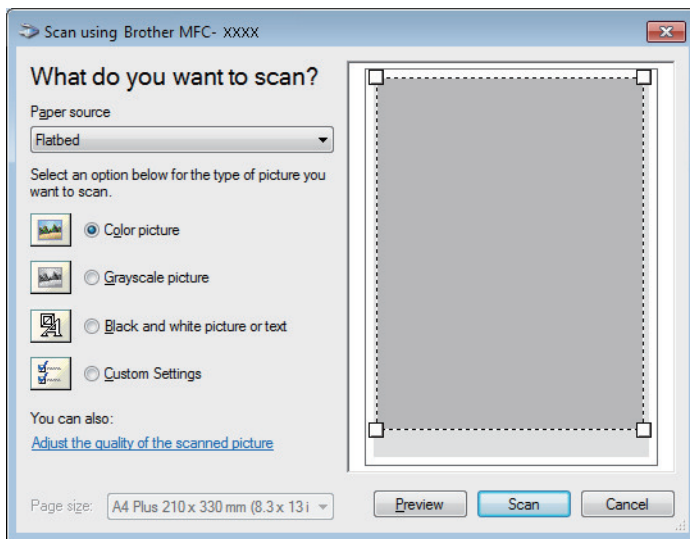 Scan using Brother MFC- XXXX
What do you want to scan?
Paper source
Flatbed
Select an option below for the type of picture you
want to scan.
Color picture
Grayscale picture
Black and white picture or text
Custom Settings
You can also:
Adjust the quality of the scanned picture
Page size: A4 Plus 210 x 330 mm (8.3 x 13 i
Preview Scan Cancel